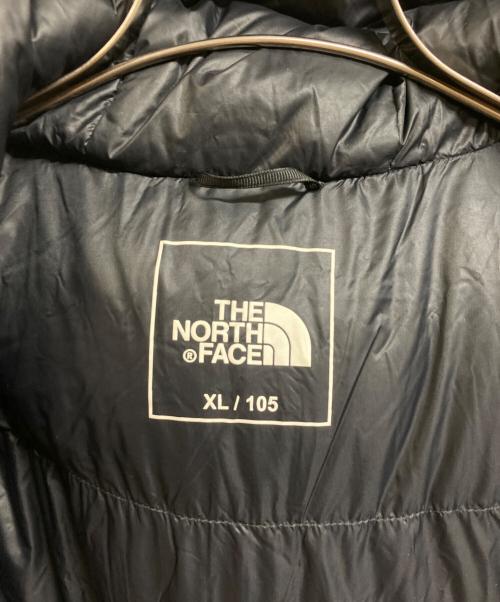 THE
NORTH
® FACE
XL / 105